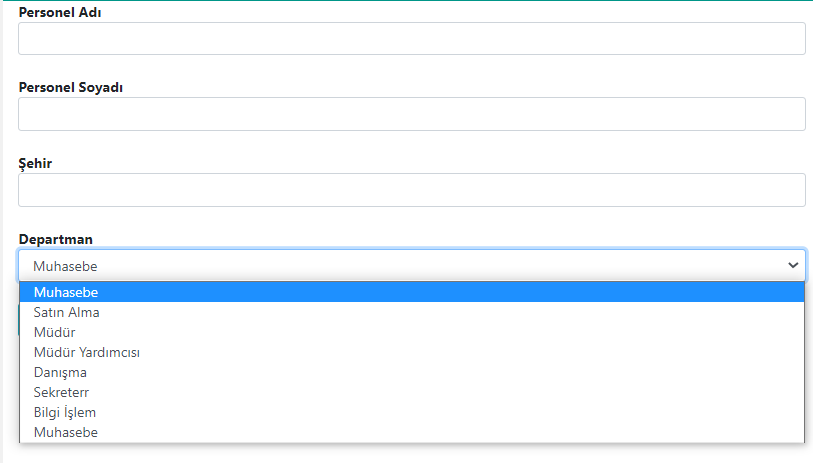 Personel Adı
Personel Soyadı
Şehir
Departman
Muhasebe
Muhasebe
Satın Alma
Müdür
Müdür Yardımcısı
Danışma
Sekreterr
Bilgi İşlem
Muhasebe